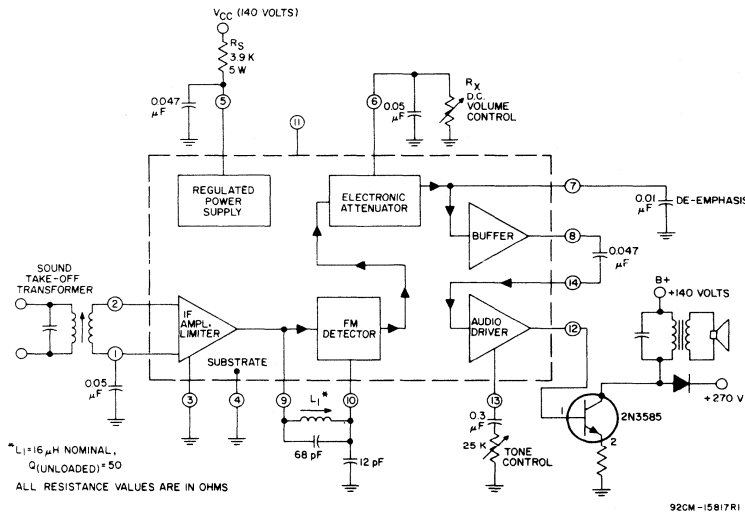 VCC (140 VOLTS)
RS
3.9 K
5 W
0.047
μF
5
11
6
0.05
μF
RX
D.C.
VOLUME
CONTROL
REGULATED
POWER
SUPPLY
ELECTRONIC
ATTENUATOR
7
0.01
μF
DE-EMPHASIS
BUFFER
8
0.047
μF
SOUND
TAKE-OFF
TRANSFORMER
2
1
0.05
μF
IF
AMPL.
LIMITER
SUBSTRATE
3
4
FM
DETECTOR
9
10
L1*
68 pF
12 pF
14
AUDIO
DRIVER
12
13
0.3
μF
25 K
TONE
CONTROL
B+
+140 VOLTS
+270 V
1
2N3585
2
*L1=16 μH NOMINAL,
Q(UNLOADED)=50
ALL RESISTANCE VALUES ARE IN OHMS
92CM-15817R1